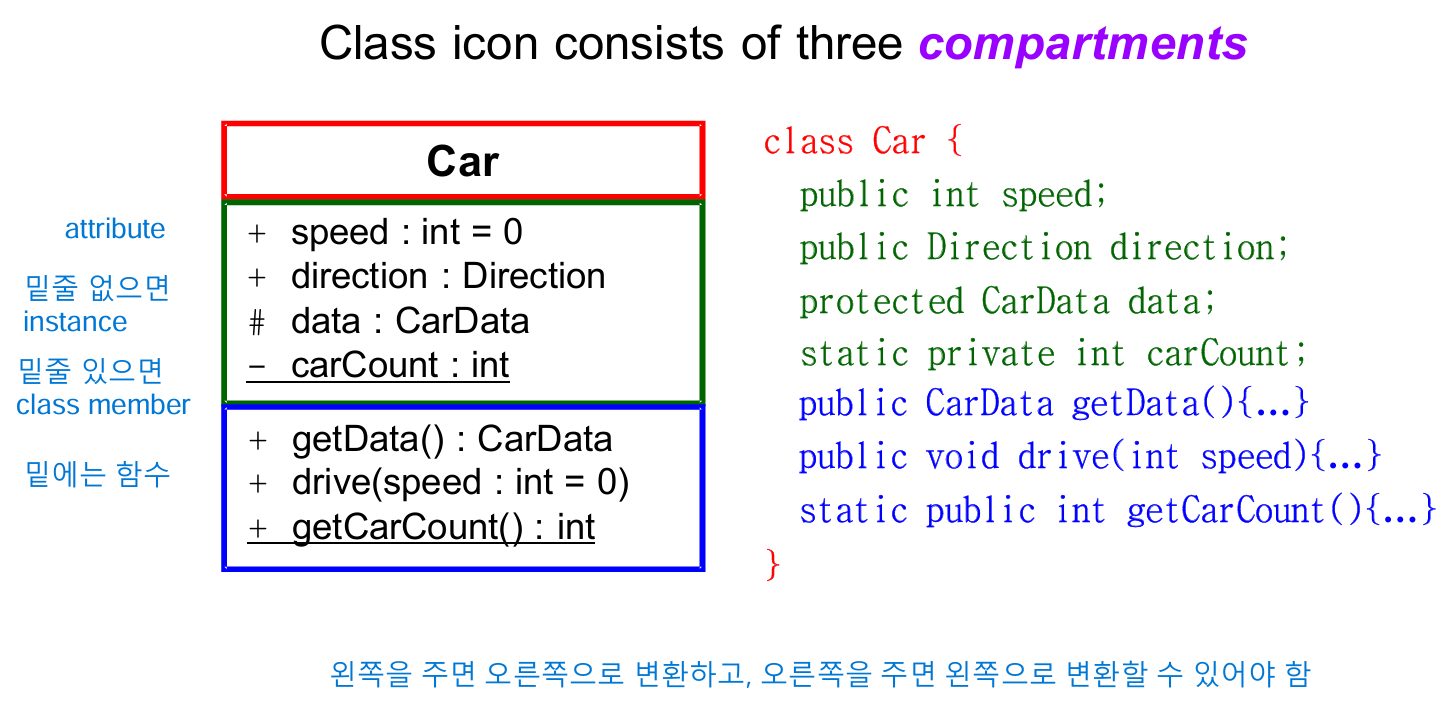 Class icon consists of three compartments
Car
attribute
밑줄 없으면
instance
밑줄 있으면
class member
밑에는 함수
+ speed : int = 0
+ direction : Direction
# data : CarData
- carCount : int
+ getData() : CarData
+ drive(speed : int = 0)
+ getCarCount() : int
class Car {
public int speed;
public Direction direction;
protected CarData data;
static private int carCount;
public CarData getData(){…}
public void drive(int speed){…}
static public int getCarCount(){…}
}
왼쪽을 주면 오른쪽으로 변환하고, 오른쪽을 주면 왼쪽으로 변환할 수 있어야 함